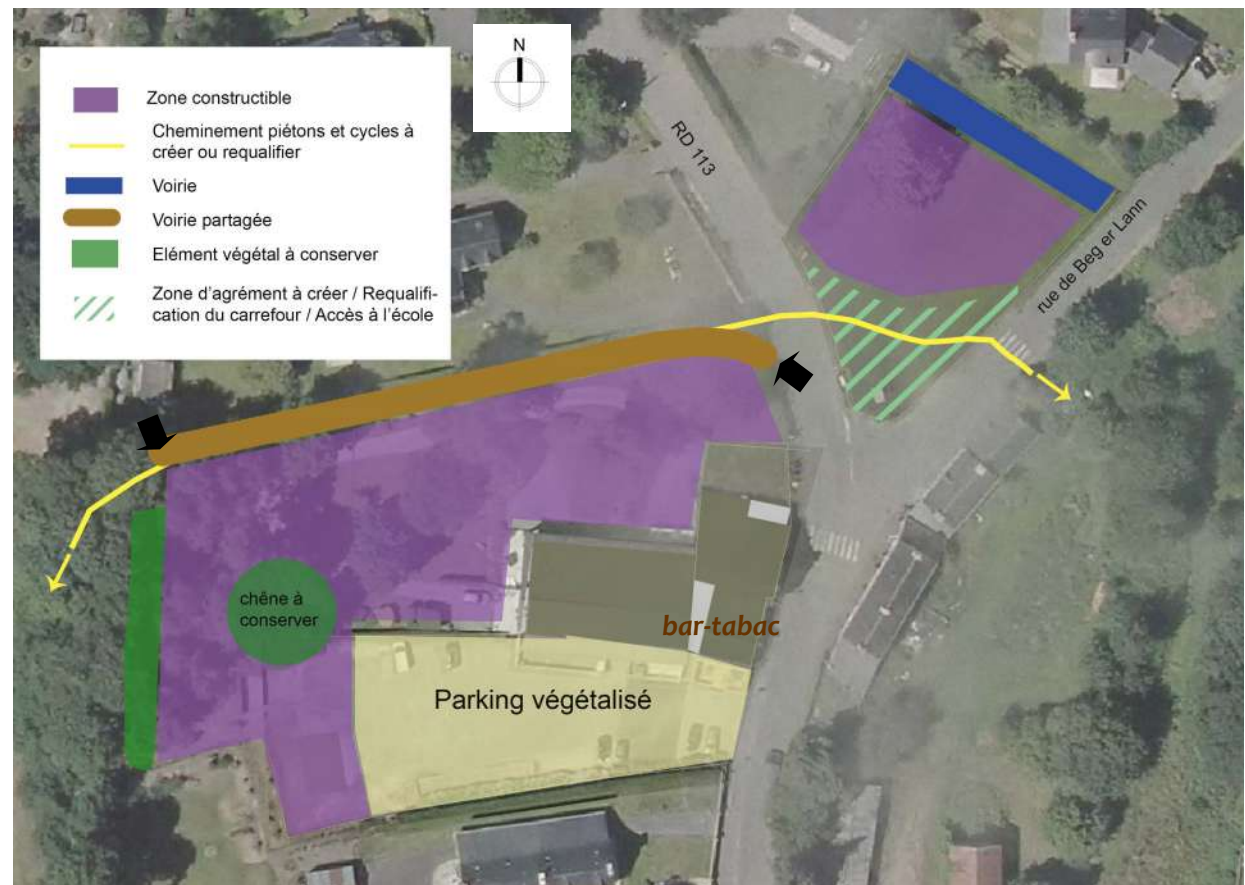 N
Zone constructible
Cheminement piétons et cycles à
créer ou requalifier
Voirie
Voirie partagée
Elément végétal à conserver
Zone d'agrément à créer / Requalifi-
cation du carrefour / Accès à l'école
RD 113
rue de Beg er Lann
chêne à
conserver
bar-tabac
Parking végétalisé